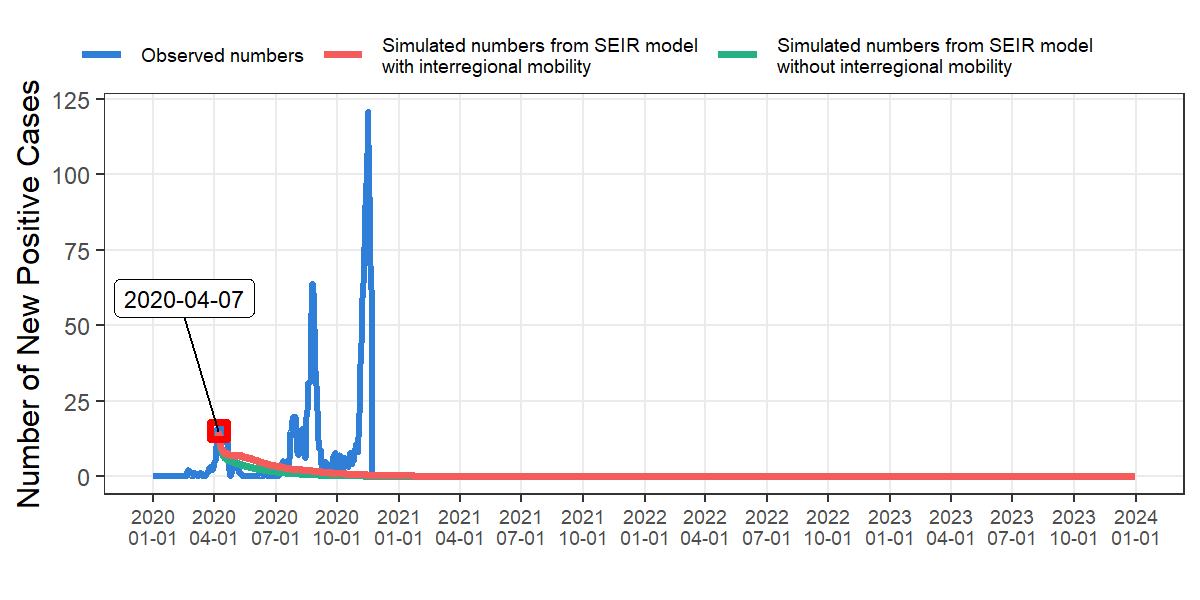 Observed numbers
Simulated numbers from SEIR model
with interregional mobility
Simulated numbers from SEIR model
without interregional mobility
Number of New Positive Cases
125
100
75
50
25
0
2020-04-07
2020 2020 2020 2020 2021 2021 2021 2021 2022 2022 2022 2022 2023 2023 2023 2023 2024
01-01 04-01 07-01 10-01 01-01 04-01 07-01 10-01 01-01 04-01 07-01 10-01 01-01 04-01 07-01 10-01 01-01